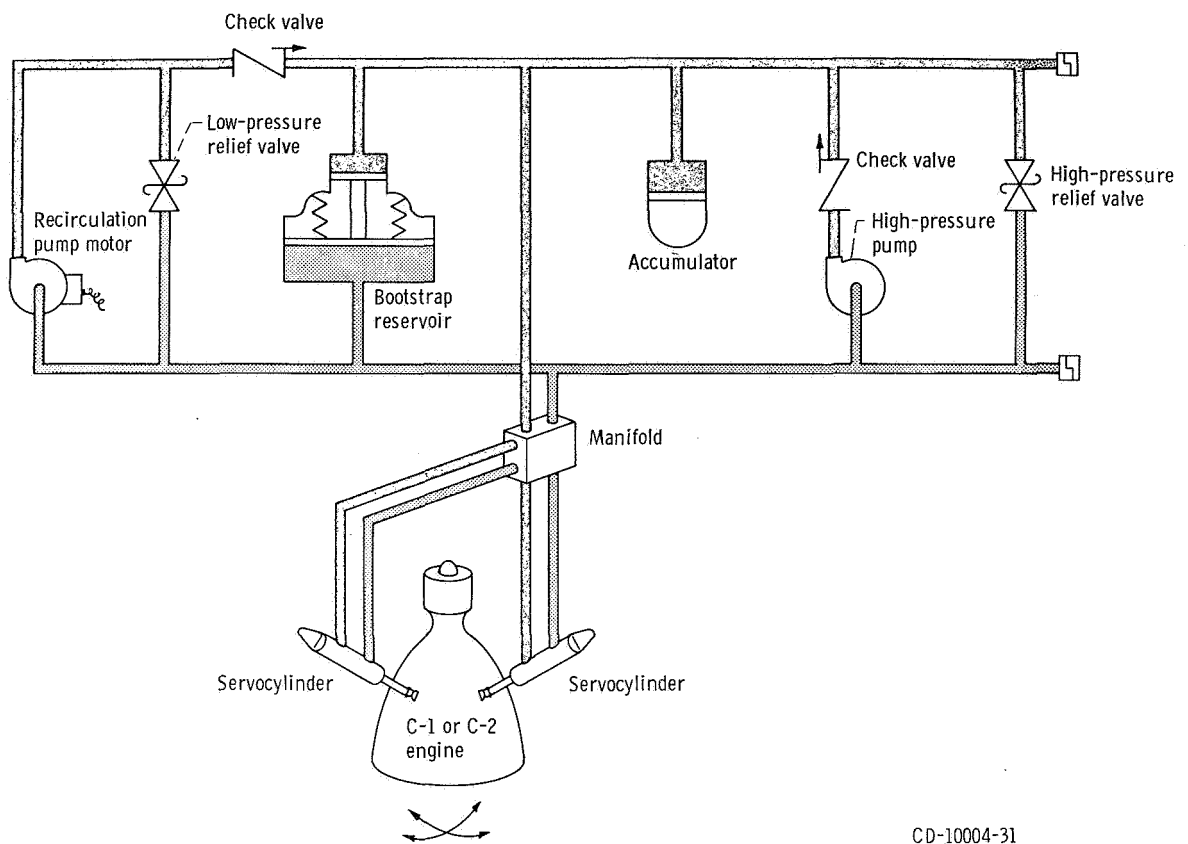 Check valve
Low-pressure
relief valve
Check valve
High-pressure
relief valve
Recirculation
pump motor
High-pressure
pump
Accumulator
Bootstrap
reservoir
Manifold
Servocylinder
Servocylinder
C-1 or C-2
engine
CD-10004-31